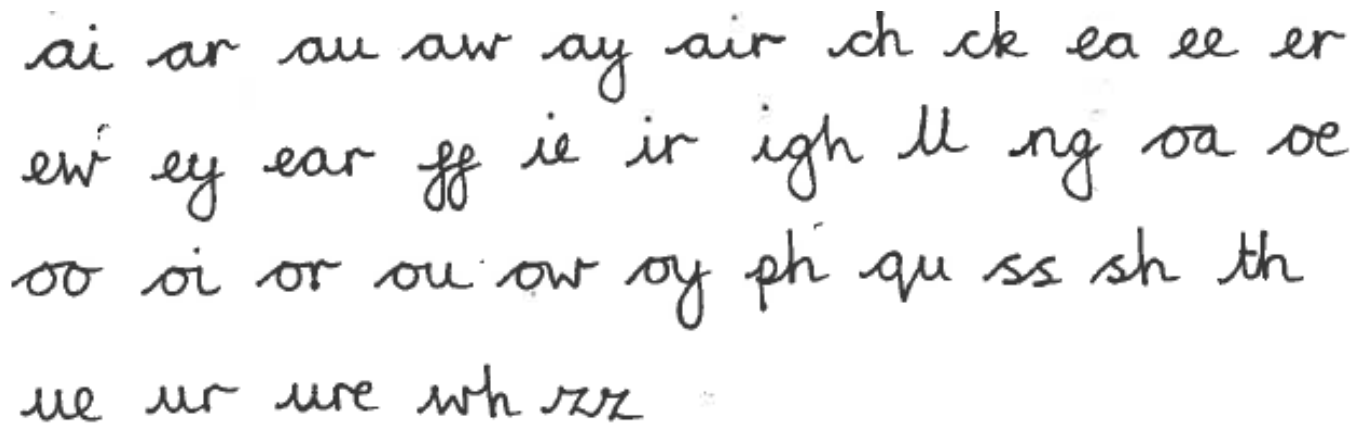 ai ar au aw ay air ch ck ea ee er
ew ey ear ff ie ir igh ll ng oa oe
oo oi or ou ow oy ph qu ss sh th
ue ur ure wh zz